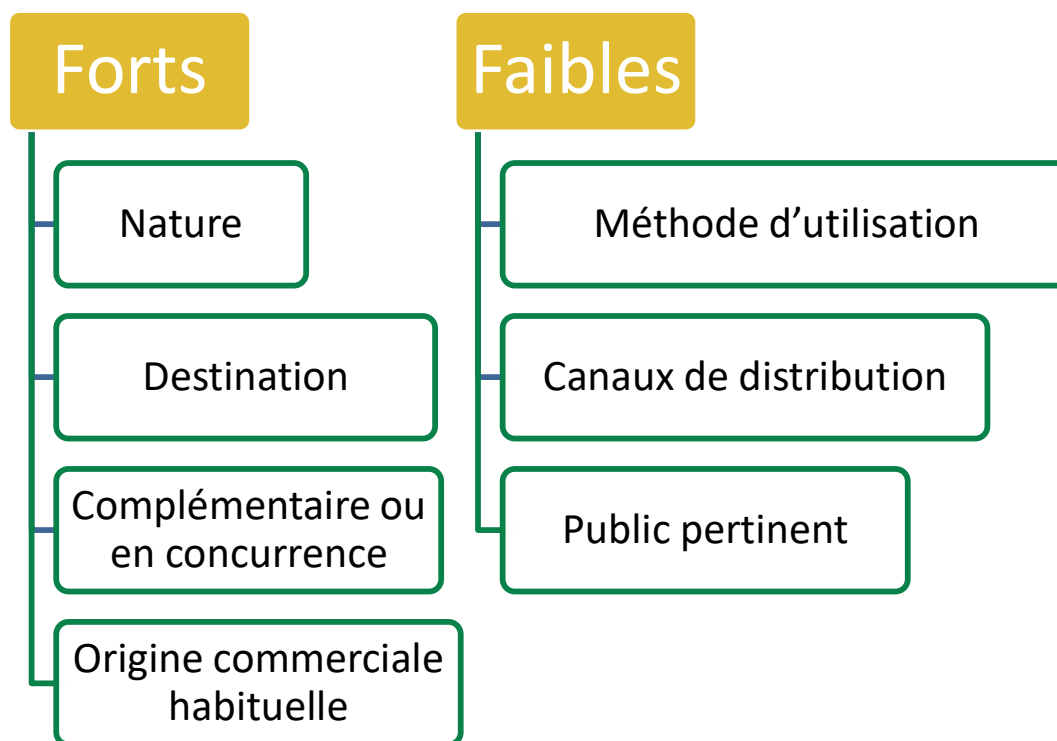 Forts
Nature
Destination
Complémentaire ou
en concurrence
Origine commerciale
habituelle
Faibles
Méthode d’utilisation
Canaux de distribution
Public pertinent